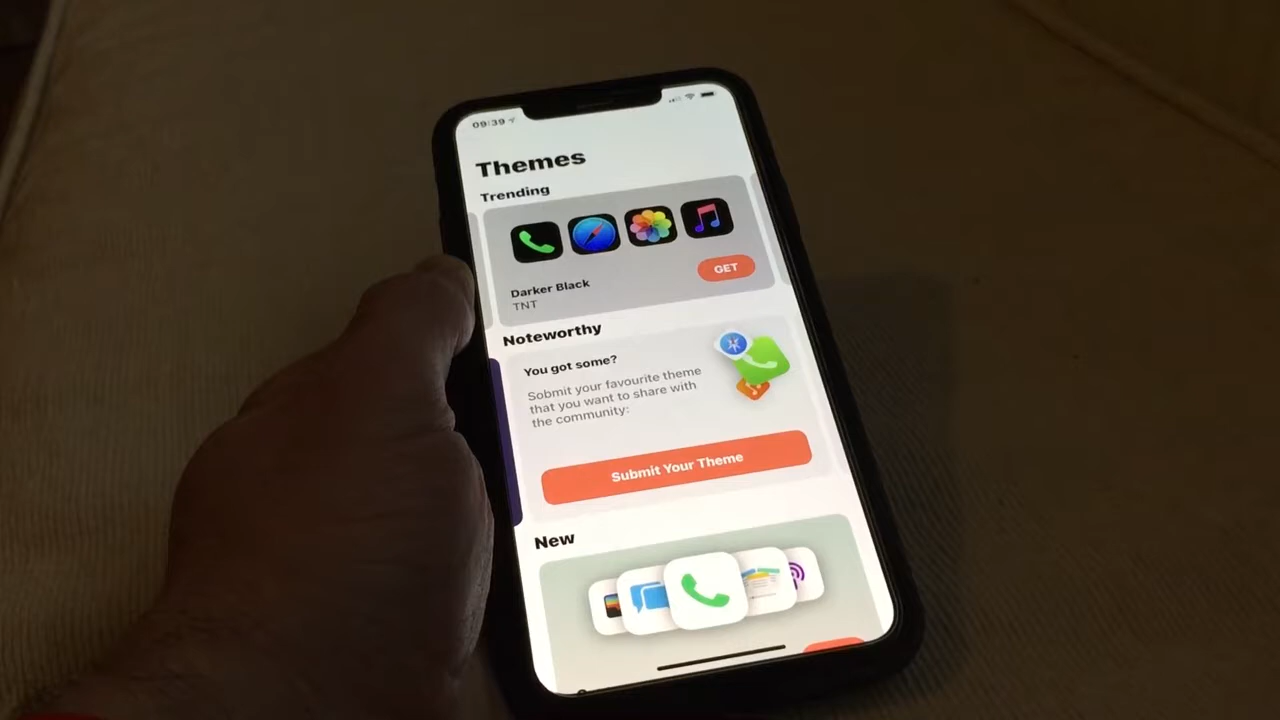 09:39
Themes
Trending
Darker Black
TNT
GET
Noteworthy
You got some?
Sobmit your favourite theme
that you want to share with
the community:
Submit Your Theme
New